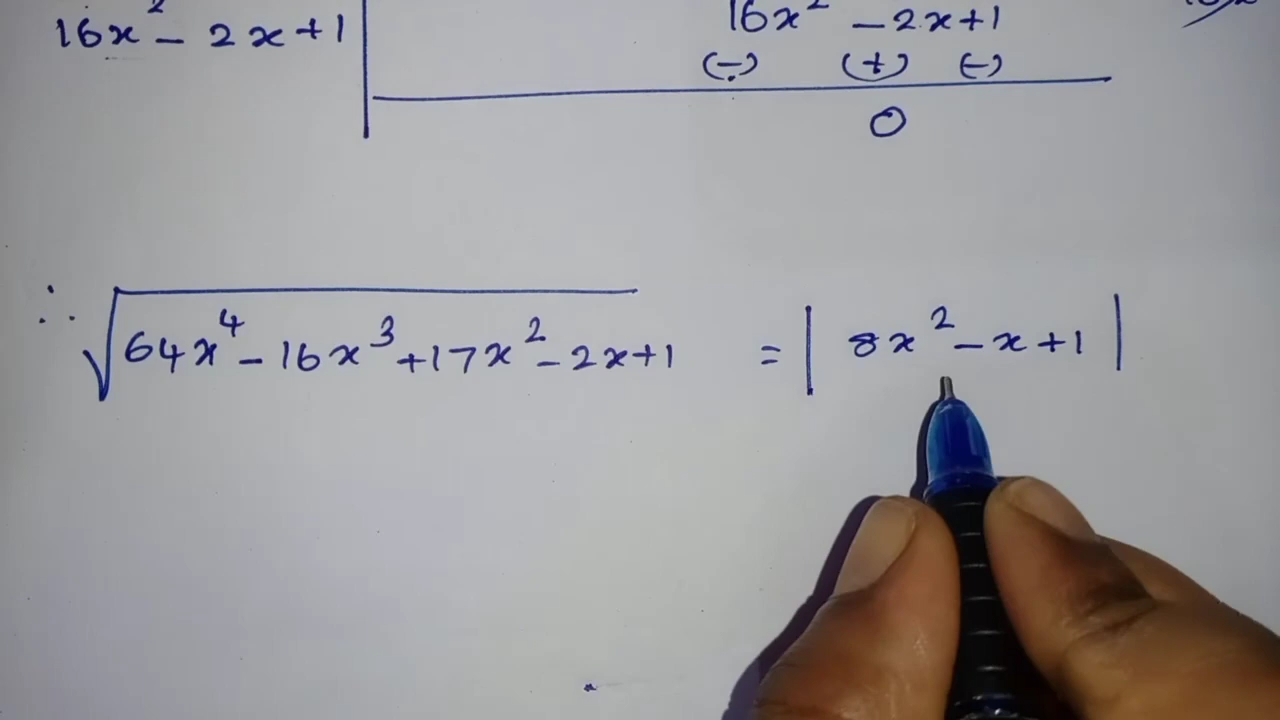 16x² - 2x + 1 | 16x² - 2x + 1
(-) (+) (-)
0
∴ √(64x⁴ - 16x³ + 17x² - 2x + 1) = | 8x² - x + 1 |